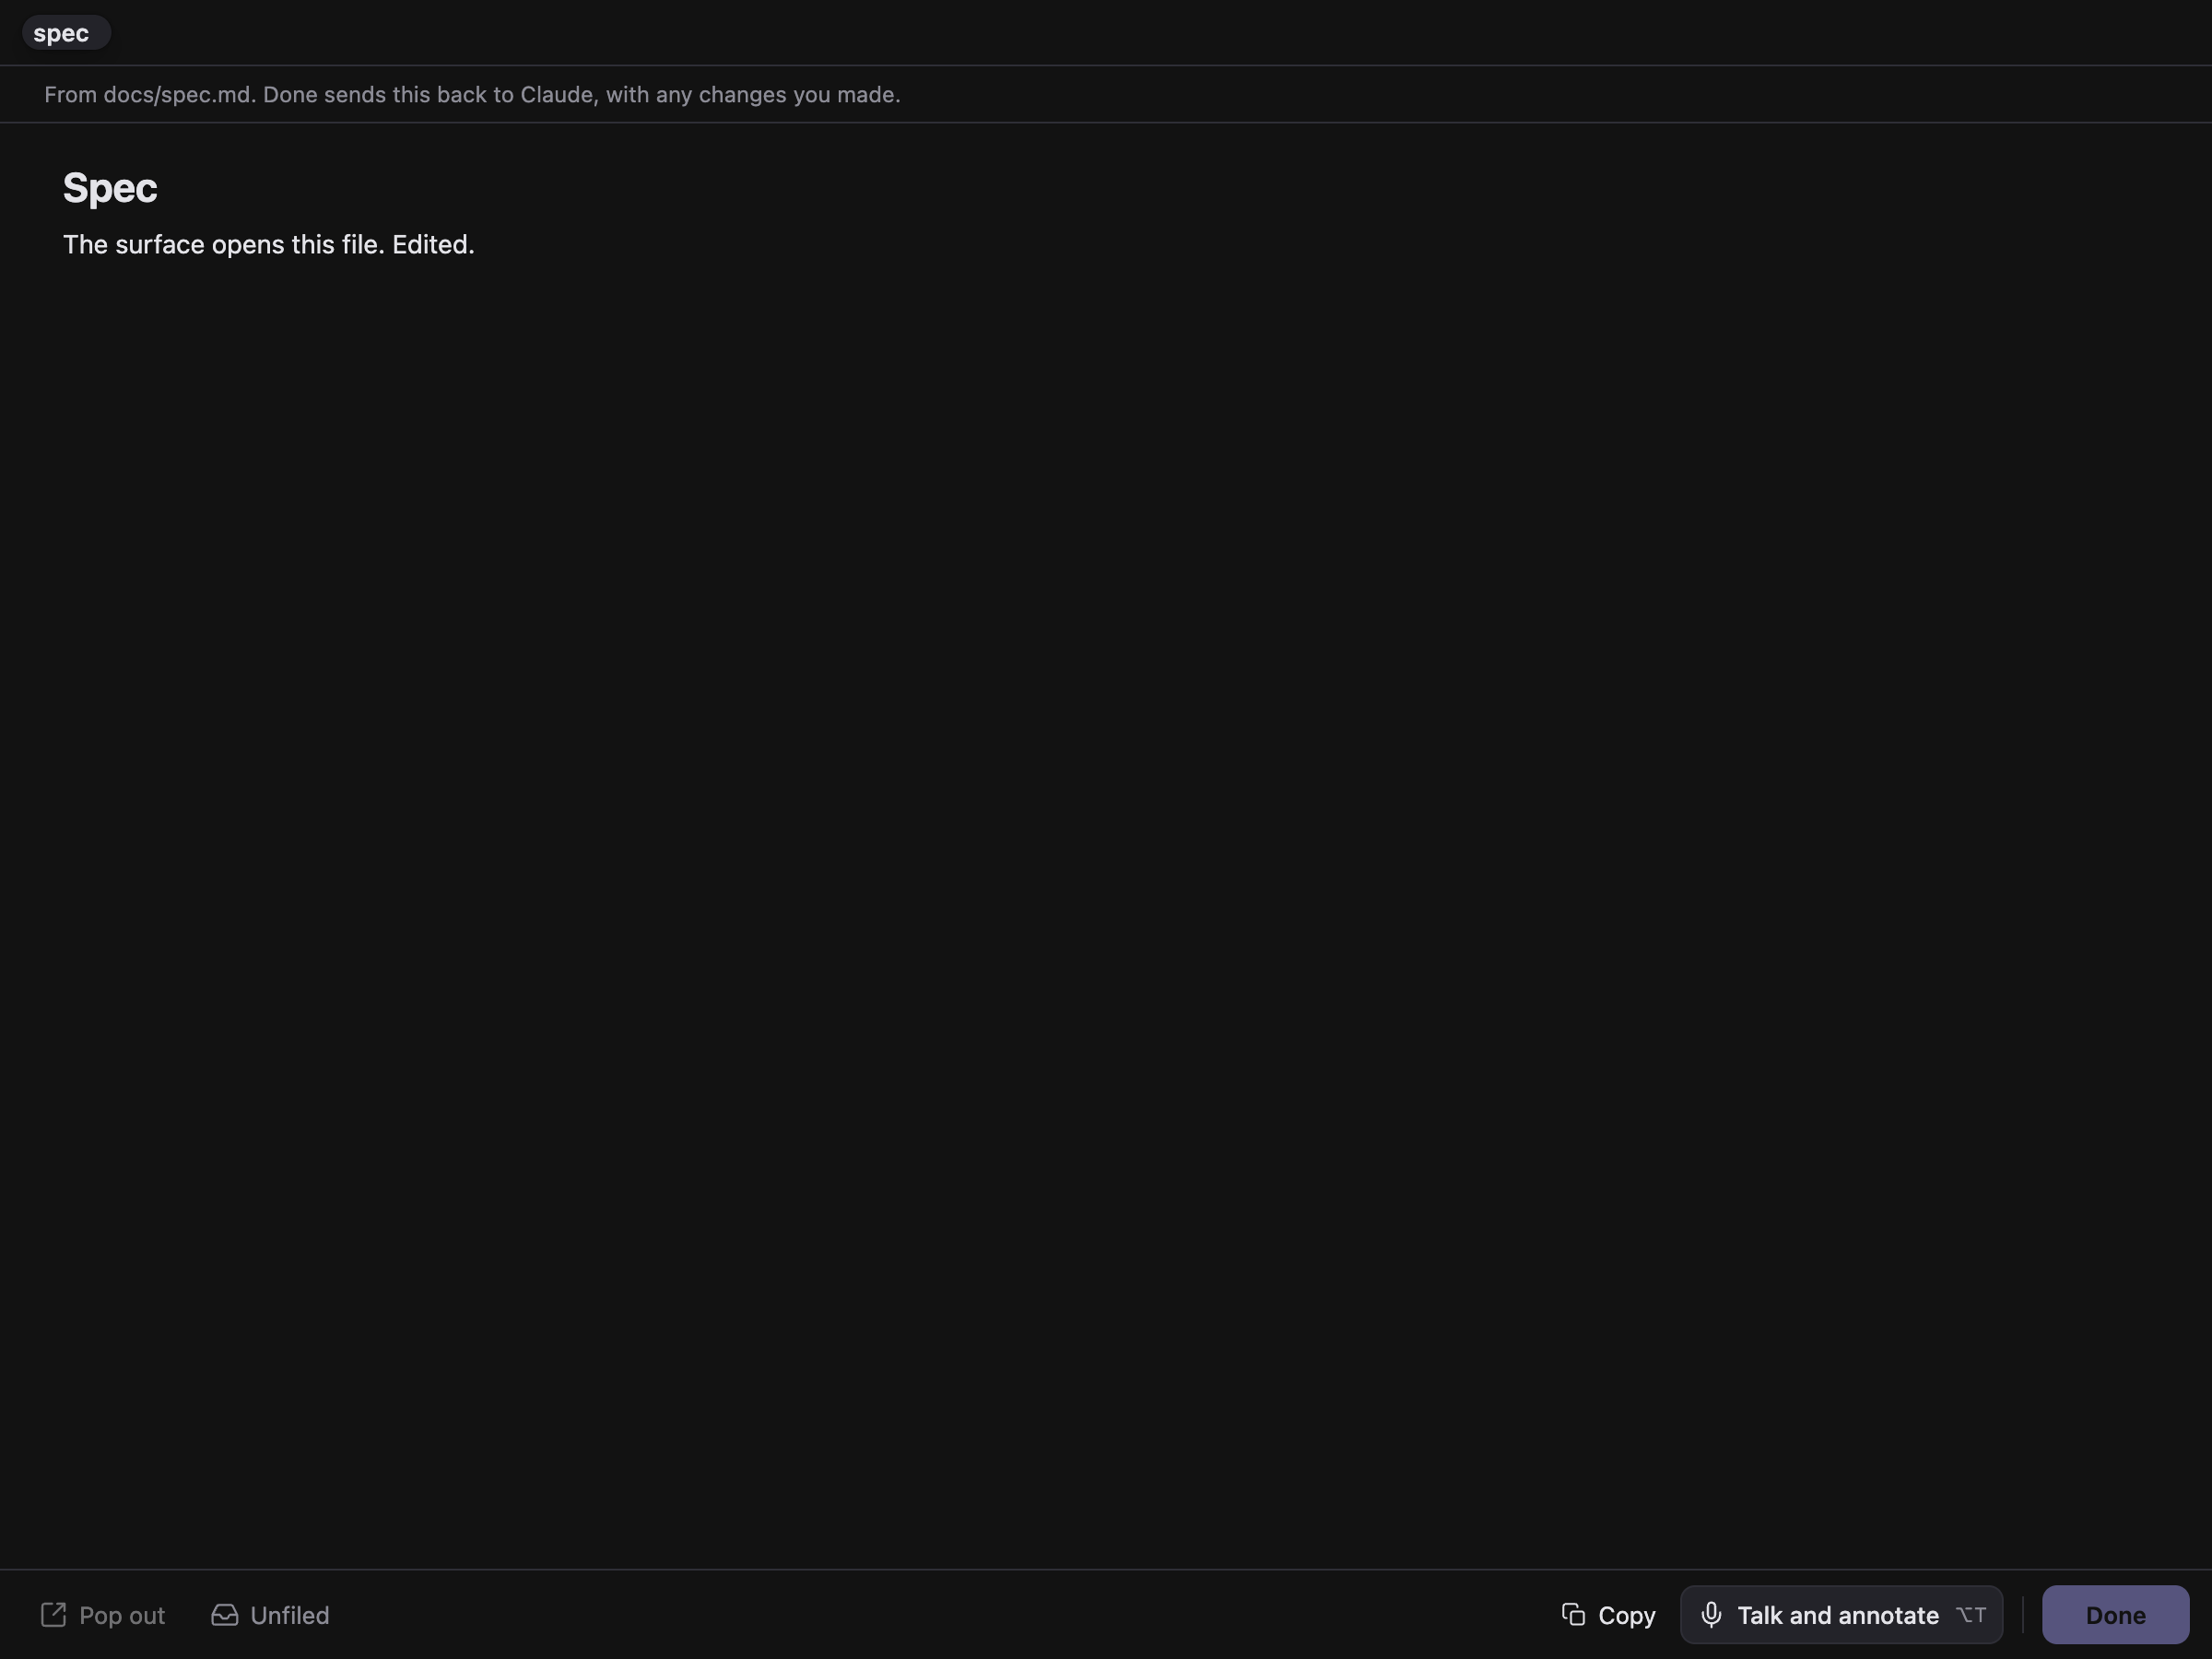 spec
From docs/spec.md. Done sends this back to Claude, with any changes you made.
Spec
The surface opens this file. Edited.
Pop out
Unfiled
Copy
Talk and annotate ⌥T
Done